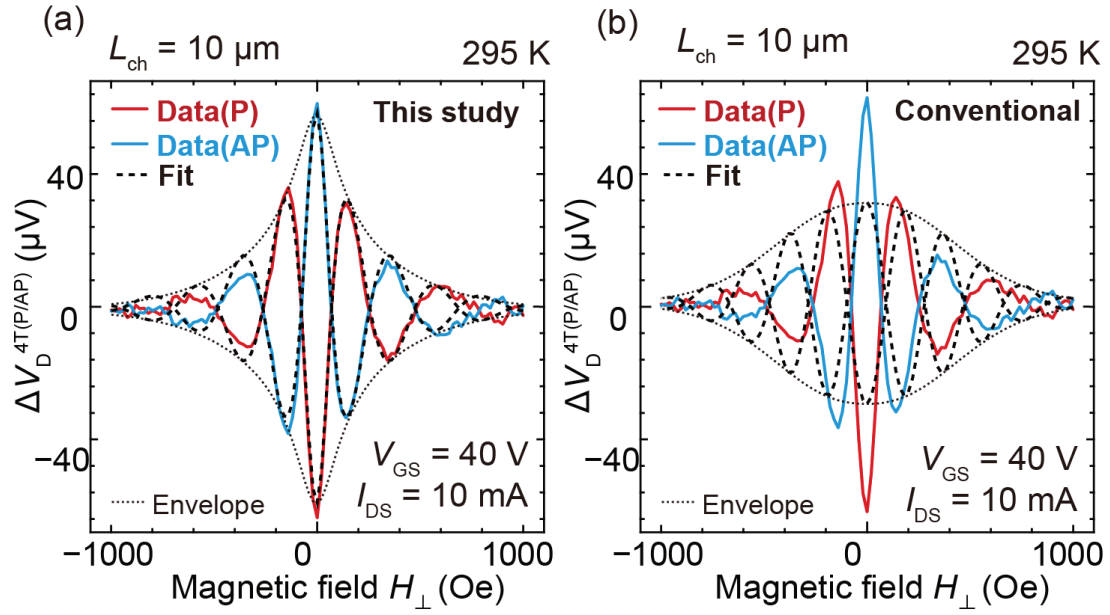 (a)
L_ch = 10 μm 295 K
Data(P) This study
Data(AP)
Fit
40
0
−40
ΔV_D^4T(P/AP) (μV)
V_GS = 40 V
I_DS = 10 mA
Envelope
−1000 0 1000
Magnetic field H_⊥ (Oe)
(b)
L_ch = 10 μm 295 K
Data(P) Conventional
Data(AP)
Fit
40
0
−40
ΔV_D^4T(P/AP) (μV)
V_GS = 40 V
I_DS = 10 mA
Envelope
−1000 0 1000
Magnetic field H_⊥ (Oe)